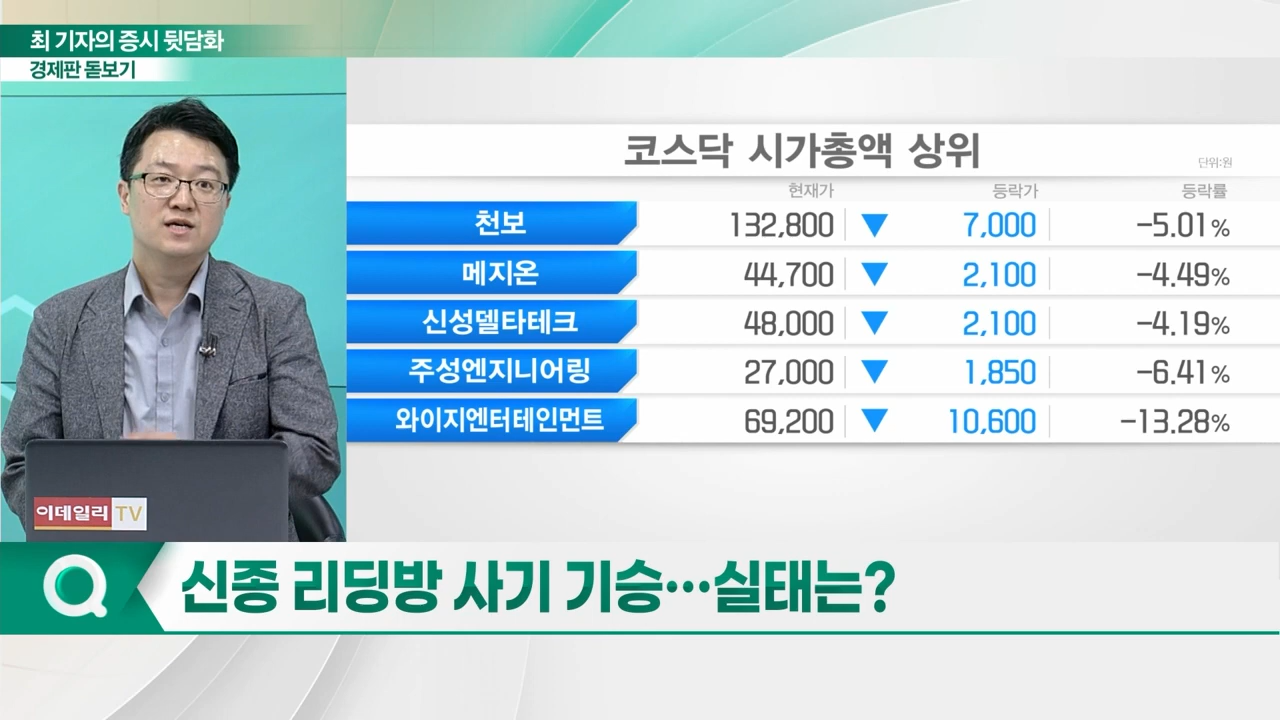 최 기자의 증시 뒷담화
경제판 돋보기
코스닥 시가총액 상위
단위:원
현재가 등락가 등락률
천보 132,800 ▼ 7,000 -5.01%
메지온 44,700 ▼ 2,100 -4.49%
신성델타테크 48,000 ▼ 2,100 -4.19%
주성엔지니어링 27,000 ▼ 1,850 -6.41%
와이지엔터테인먼트 69,200 ▼ 10,600 -13.28%
이데일리 TV
신종 리딩방 사기 기승…실태는?